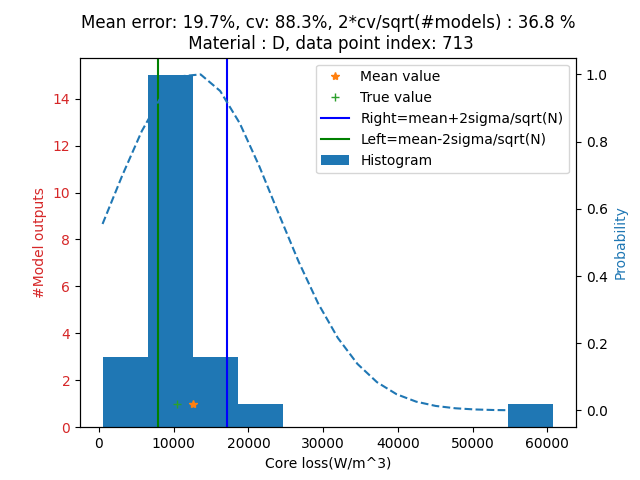 Mean error: 19.7%, cv: 88.3%, 2*cv/sqrt(#models) : 36.8 %
Material : D, data point index: 713
Mean value
True value
Right=mean+2sigma/sqrt(N)
Left=mean-2sigma/sqrt(N)
Histogram
#Model outputs
14
12
10
8
6
4
2
0
1.0
0.8
0.6
0.4
0.2
0.0
Probability
0 10000 20000 30000 40000 50000 60000
Core loss(W/m^3)